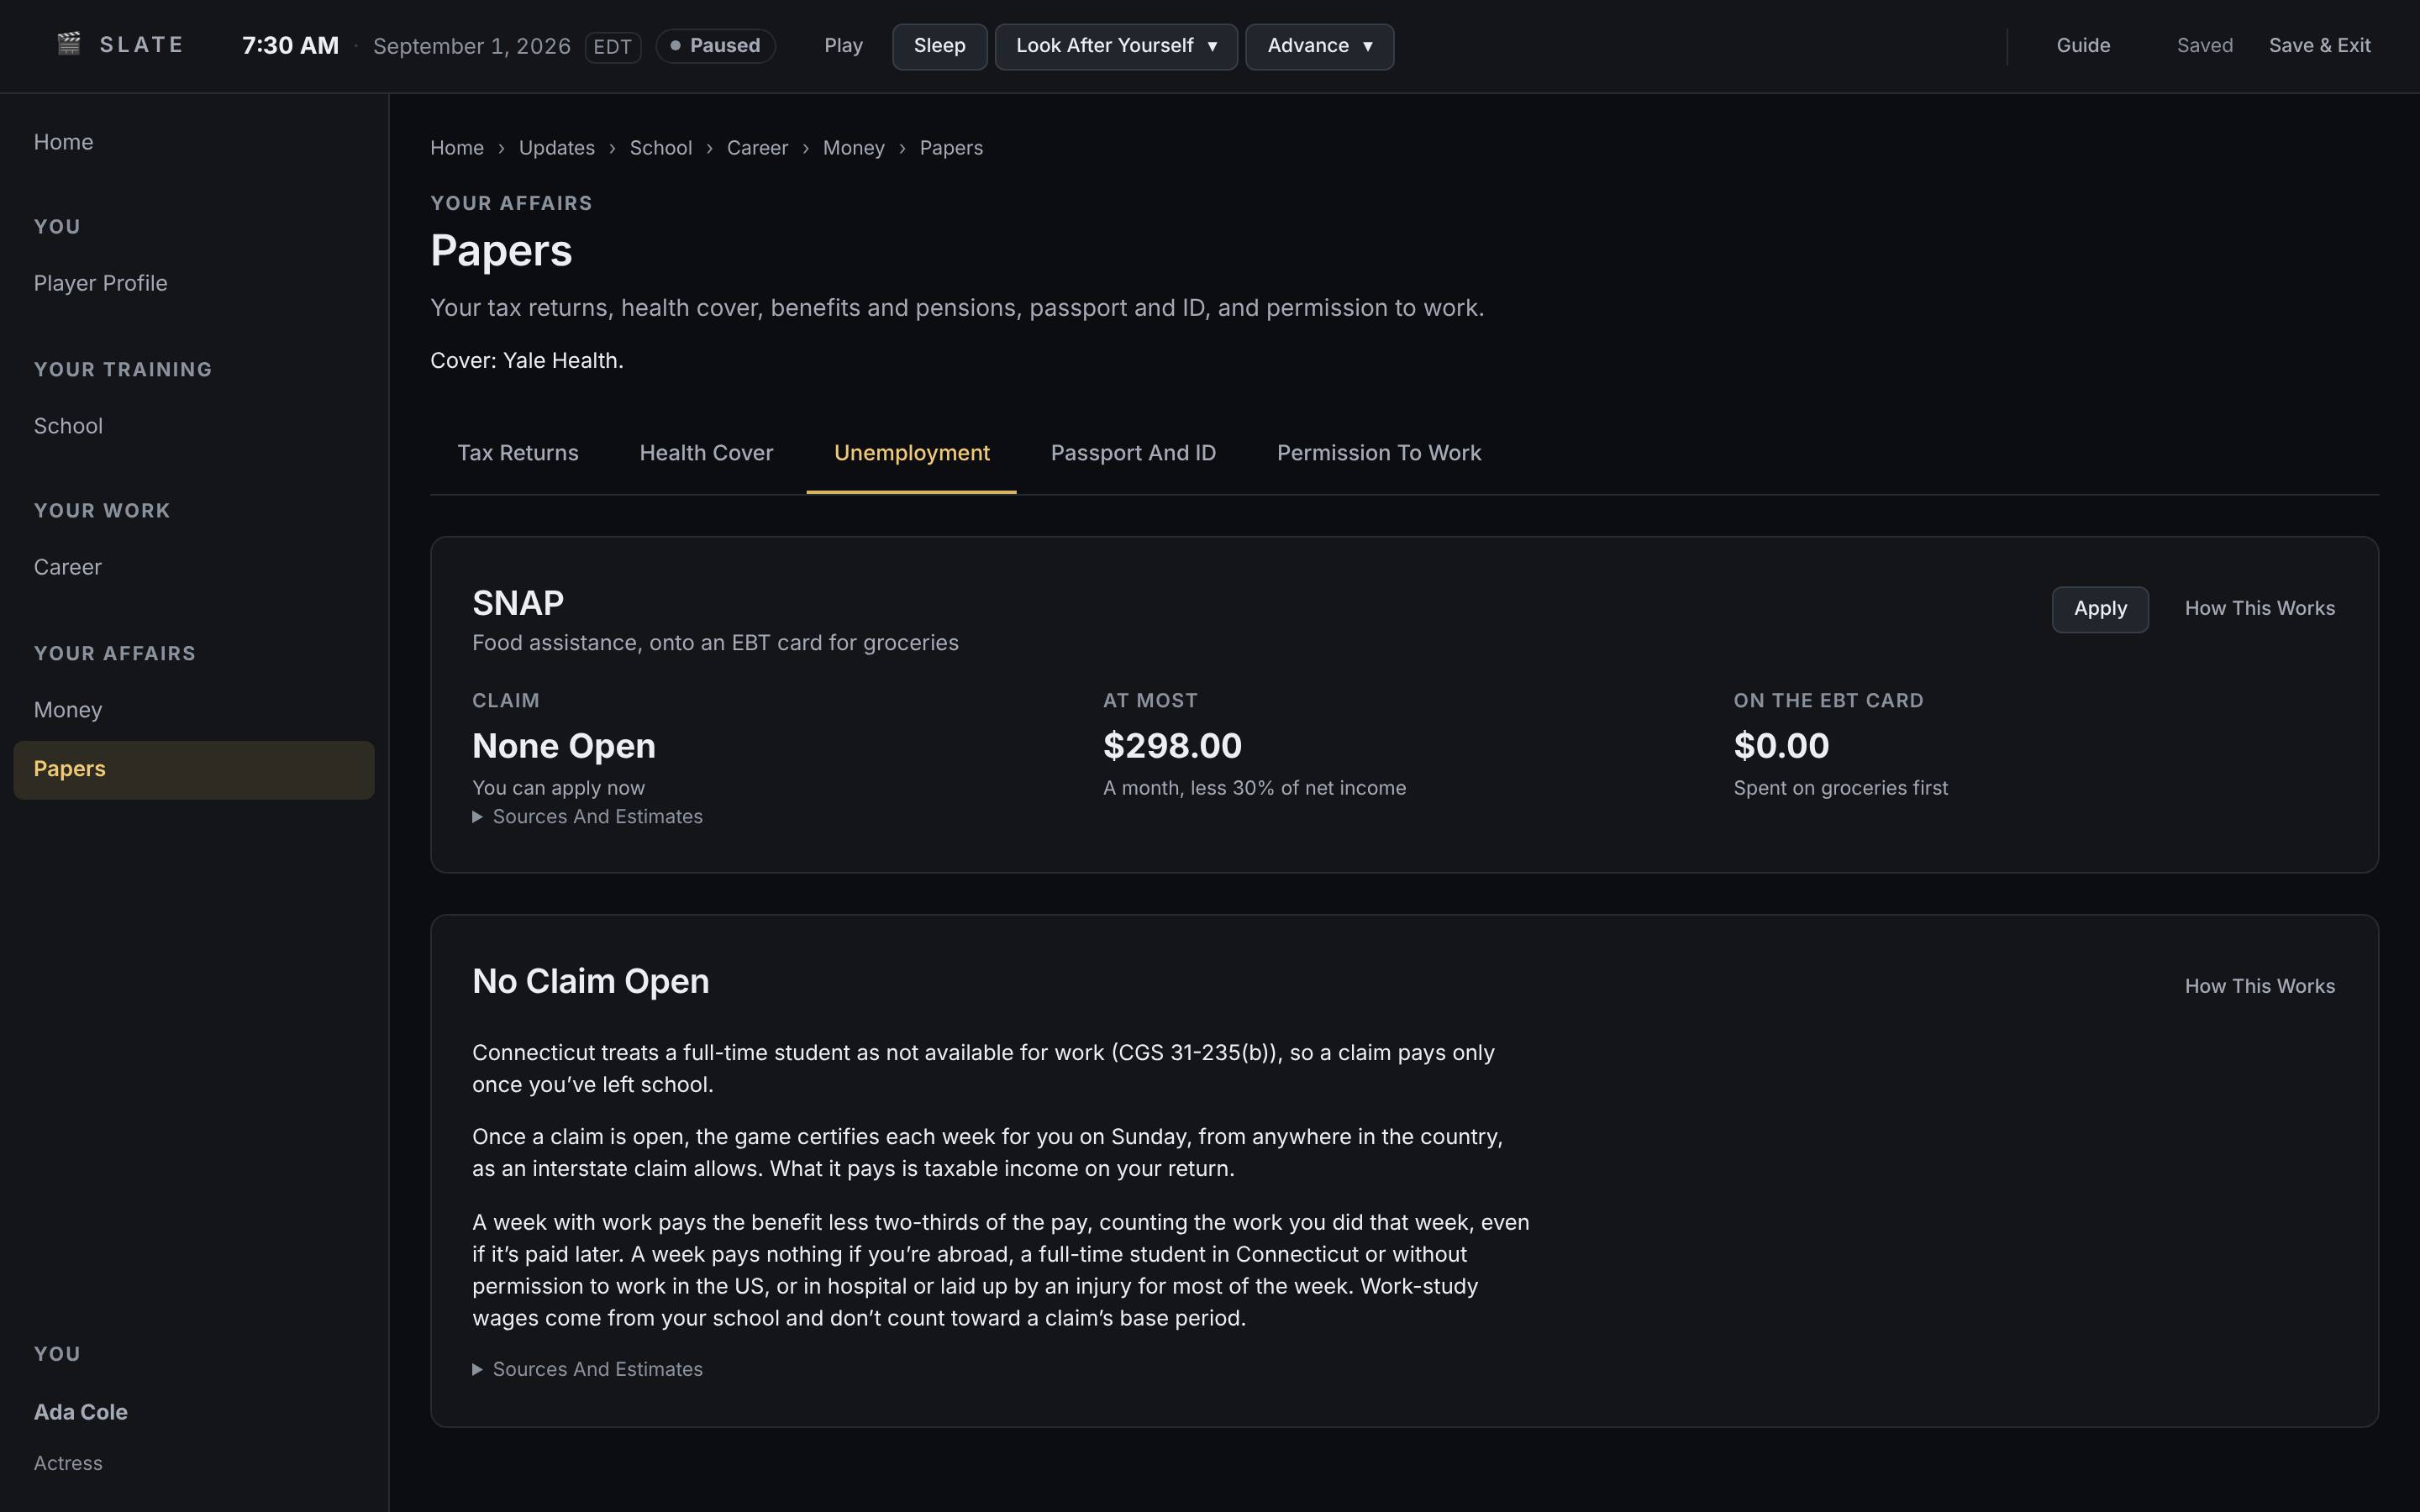 SLATE
7:30 AM · September 1, 2026 EDT Paused Play Sleep Look After Yourself ▼ Advance ▼ Guide Saved Save & Exit
Home
YOU
Player Profile
YOUR TRAINING
School
YOUR WORK
Career
YOUR AFFAIRS
Money
Papers
YOU
Ada Cole
Actress
Home › Updates › School › Career › Money › Papers
YOUR AFFAIRS
Papers
Your tax returns, health cover, benefits and pensions, passport and ID, and permission to work.
Cover: Yale Health.
Tax Returns Health Cover Unemployment Passport And ID Permission To Work
SNAP
Apply How This Works
Food assistance, onto an EBT card for groceries
CLAIM
None Open
You can apply now
▶ Sources And Estimates
AT MOST
$298.00
A month, less 30% of net income
ON THE EBT CARD
$0.00
Spent on groceries first
No Claim Open
How This Works
Connecticut treats a full-time student as not available for work (CGS 31-235(b)), so a claim pays only
once you’ve left school.
Once a claim is open, the game certifies each week for you on Sunday, from anywhere in the country,
as an interstate claim allows. What it pays is taxable income on your return.
A week with work pays the benefit less two-thirds of the pay, counting the work you did that week, even
if it’s paid later. A week pays nothing if you’re abroad, a full-time student in Connecticut or without
permission to work in the US, or in hospital or laid up by an injury for most of the week. Work-study
wages come from your school and don’t count toward a claim’s base period.
▶ Sources And Estimates